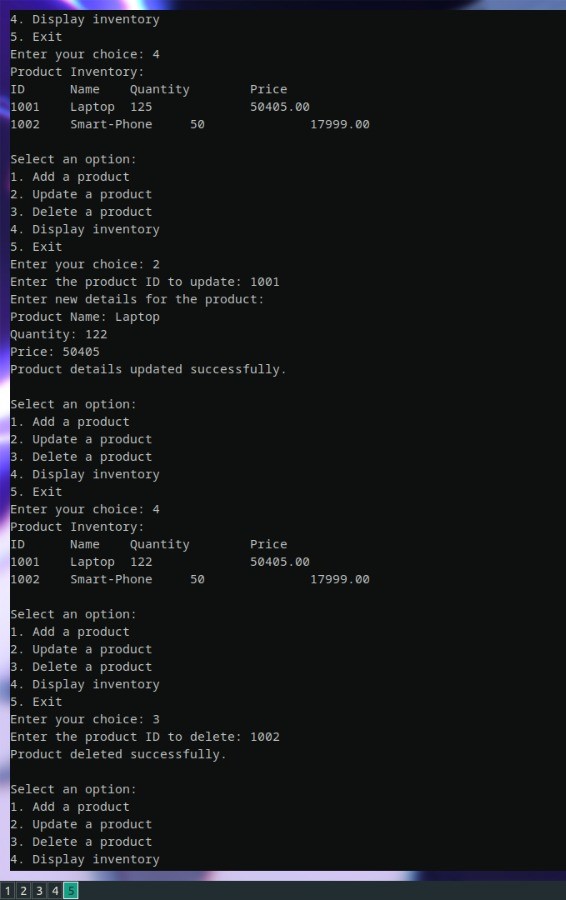 4. Display inventory
5. Exit
Enter your choice: 4
Product Inventory:
ID      Name    Quantity        Price
1001    Laptop  125             50405.00
1002    Smart-Phone     50              17999.00

Select an option:
1. Add a product
2. Update a product
3. Delete a product
4. Display inventory
5. Exit
Enter your choice: 2
Enter the product ID to update: 1001
Enter new details for the product:
Product Name: Laptop
Quantity: 122
Price: 50405
Product details updated successfully.

Select an option:
1. Add a product
2. Update a product
3. Delete a product
4. Display inventory
5. Exit
Enter your choice: 4
Product Inventory:
ID      Name    Quantity        Price
1001    Laptop  122             50405.00
1002    Smart-Phone     50              17999.00

Select an option:
1. Add a product
2. Update a product
3. Delete a product
4. Display inventory
5. Exit
Enter your choice: 3
Enter the product ID to delete: 1002
Product deleted successfully.

Select an option:
1. Add a product
2. Update a product
3. Delete a product
4. Display inventory
1 2 3 4 5